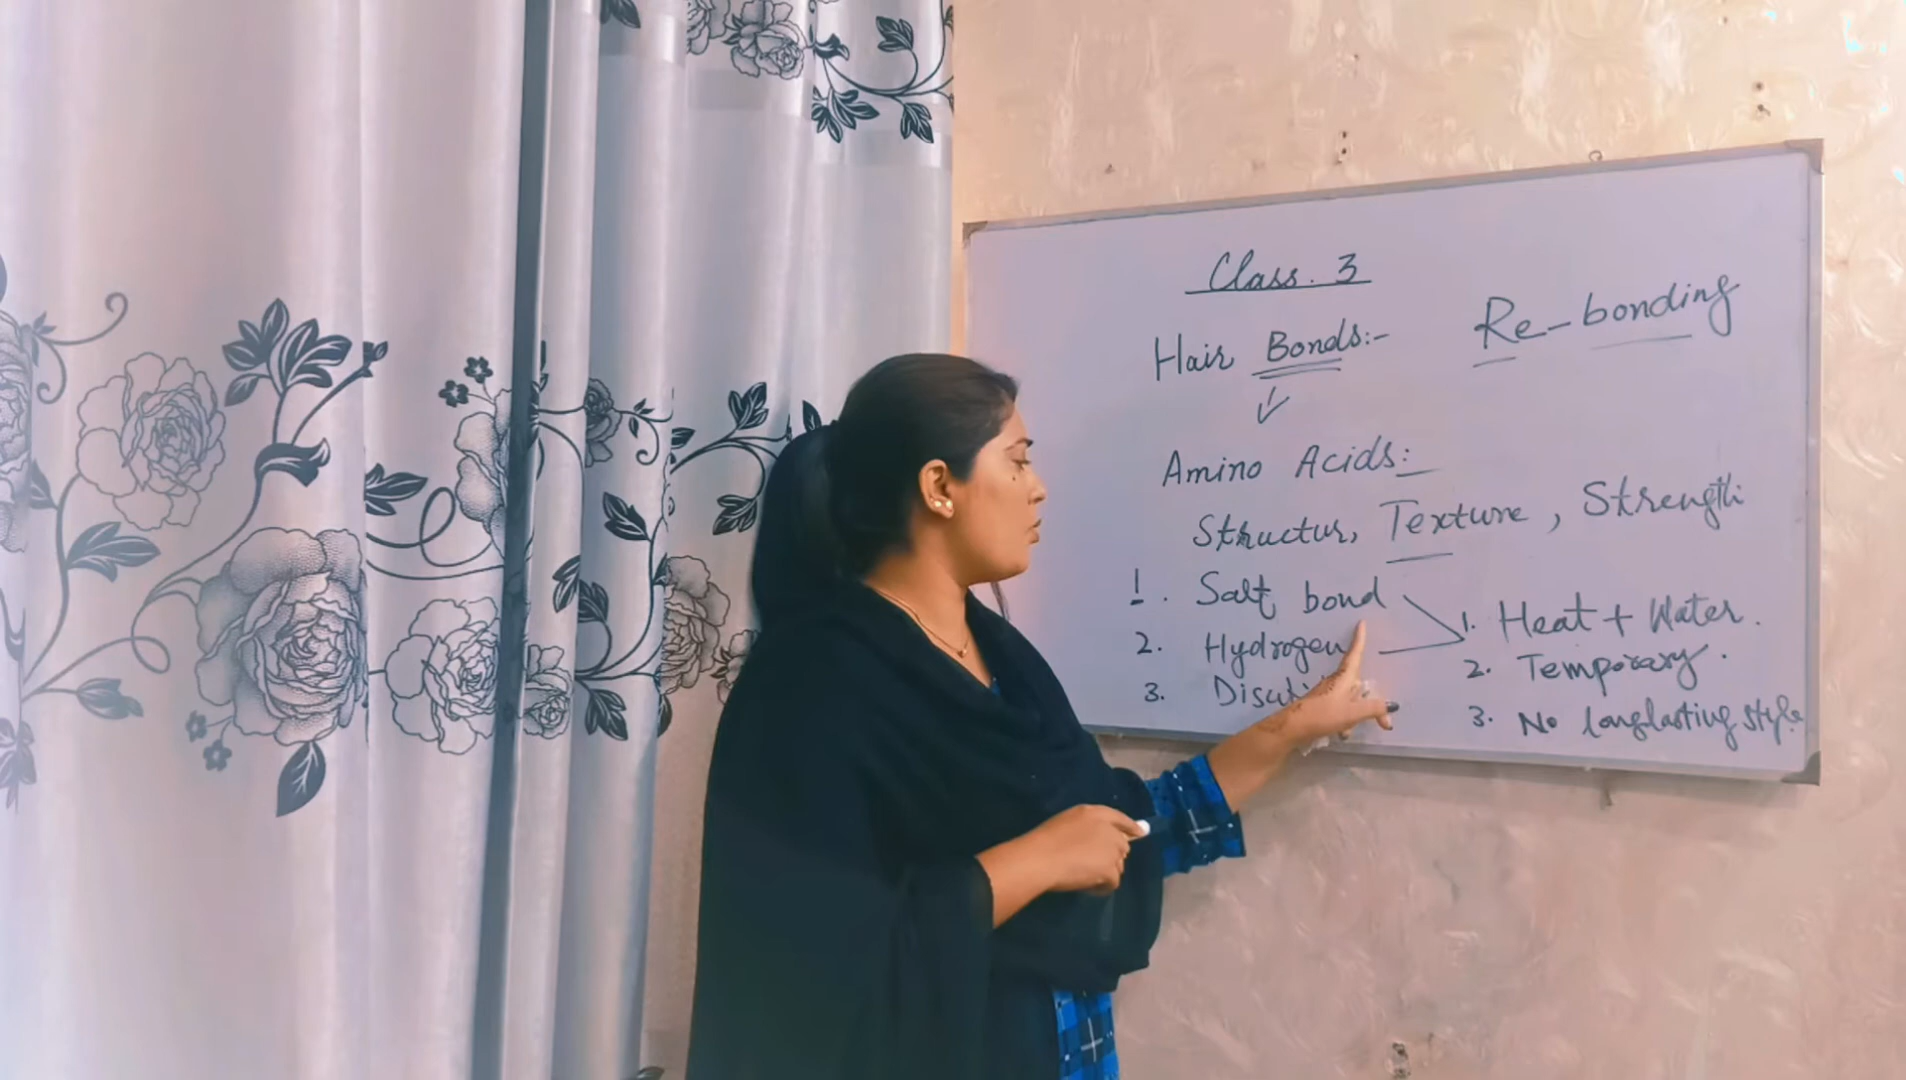 Class. 3
Hair Bonds:-
Re-bonding
Amino Acids:
Structur, Texture, Strength
1. Salt bond
2. Hydrogen
3.
1. Heat + Water.
2. Temporary.
3. No longlasting style